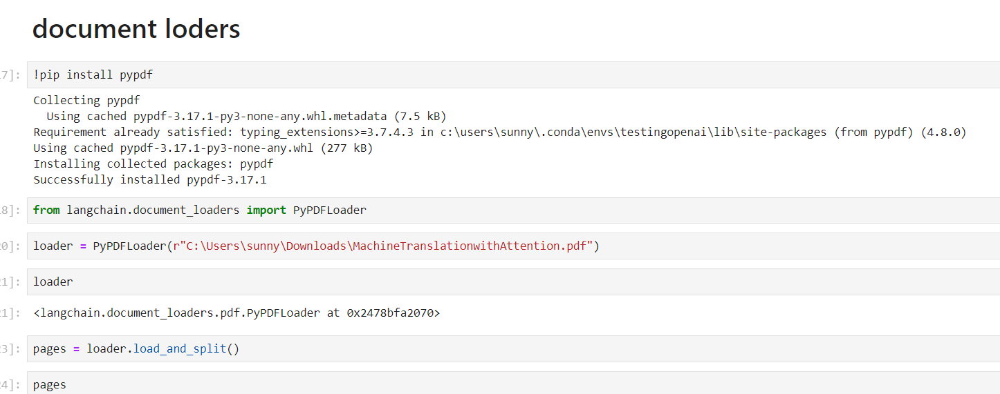 document loders
7]: !pip install pypdf
Collecting pypdf
Using cached pypdf-3.17.1-py3-none-any.whl.metadata (7.5 kB)
Requirement already satisfied: typing_extensions>=3.7.4.3 in c:\users\sunny\.conda\envs\testingopenai\lib\site-packages (from pypdf) (4.8.0)
Using cached pypdf-3.17.1-py3-none-any.whl (277 kB)
Installing collected packages: pypdf
Successfully installed pypdf-3.17.1
8]: from langchain.document_loaders import PyPDFLoader
0]: loader = PyPDFLoader(r"C:\Users\sunny\Downloads\MachineTranslationwithAttention.pdf")
1]: loader
1]: <langchain.document_loaders.pdf.PyPDFLoader at 0x2478bfa2070>
3]: pages = loader.load_and_split()
4]: pages